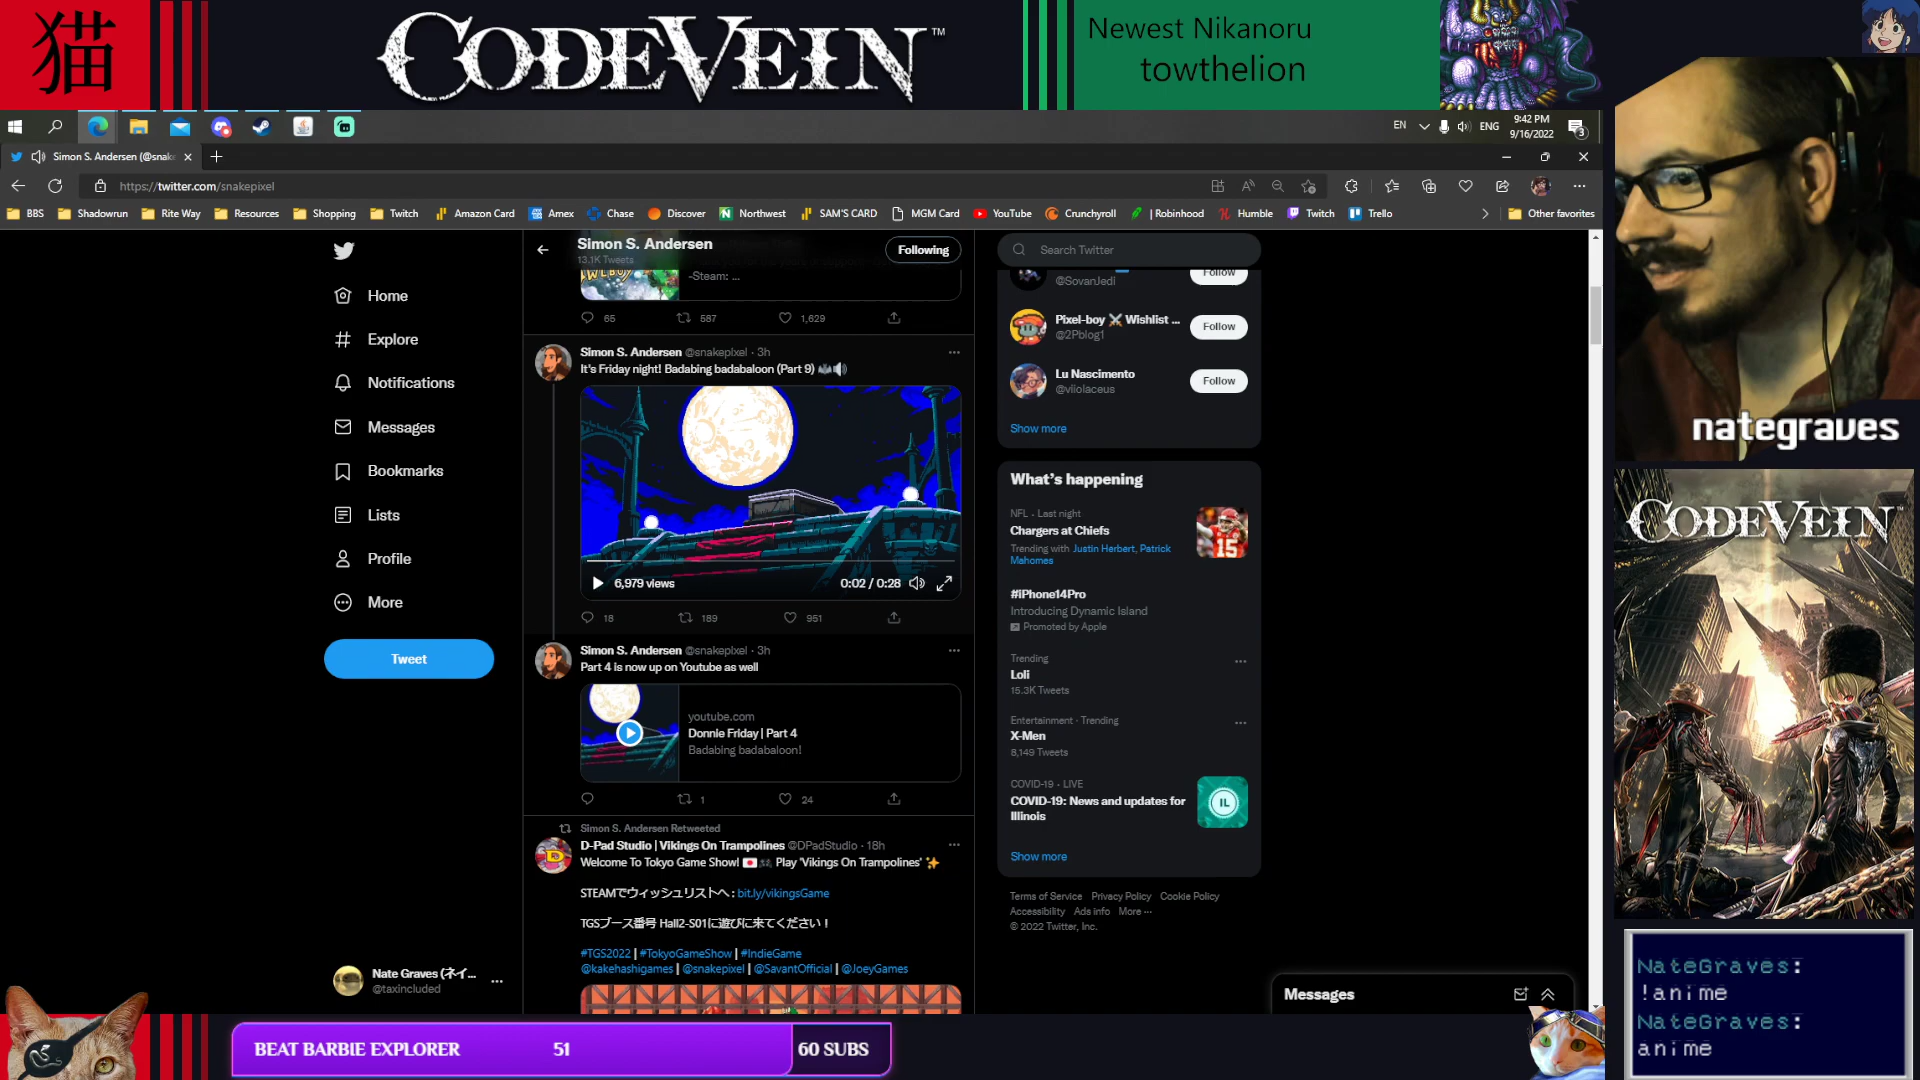 猫
CODEVEIN™
Newest Nikanoru
towthelion
EN
ENG
9:42 PM
9/16/2022
3
Simon S. Andersen (@snak
https://twitter.com/snakepixel
BBS
Shadowrun
Rite Way
Resources
Shopping
Twitch
Amazon Card
Amex
Chase
Discover
Northwest
SAM'S CARD
MGM Card
YouTube
Crunchyroll
| Robinhood
Humble
Twitch
Trello
Other favorites
Home
Explore
Notifications
Messages
Bookmarks
Lists
Profile
More
Tweet
Nate Graves (ネイ...
@taxincluded
Simon S. Andersen
13.1K Tweets
Following
-Steam: ...
65
587
1,629
Simon S. Andersen @snakepixel · 3h
It's Friday night! Badabing badabaloon (Part 9)
6,979 views
0:02 / 0:28
18
189
951
Simon S. Andersen @snakepixel · 3h
Part 4 is now up on Youtube as well
youtube.com
Donnie Friday | Part 4
Badabing badabaloon!
1
24
Simon S. Andersen Retweeted
D-Pad Studio | Vikings On Trampolines @DPadStudio · 18h
Welcome To Tokyo Game Show! 🇯🇵 Play 'Vikings On Trampolines' ✨
STEAMでウィッシュリストへ : bit.ly/vikingsGame
TGSブース番号 Hall2-S01に遊びに来てください！
#TGS2022 | #TokyoGameShow | #IndieGame
@kakehashigames | @snakepixel | @SavantOfficial | @JoeyGames
Search Twitter
@SovanJedi
Follow
Pixel-boy ⚔ Wishlist ...
@2Pblog1
Follow
Lu Nascimento
@viiolaceus
Follow
Show more
What's happening
NFL · Last night
Chargers at Chiefs
Trending with Justin Herbert, Patrick
Mahomes
15
#iPhone14Pro
Introducing Dynamic Island
Promoted by Apple
Trending
Loli
15.3K Tweets
Entertainment · Trending
X-Men
8,149 Tweets
COVID-19 · LIVE
COVID-19: News and updates for
Illinois
IL
Show more
Terms of Service Privacy Policy Cookie Policy
Accessibility Ads info More ···
© 2022 Twitter, Inc.
Messages
nategraves
CODEVEIN
NateGraves:
!anime
NateGraves:
anime
BEAT BARBIE EXPLORER
51
60 SUBS